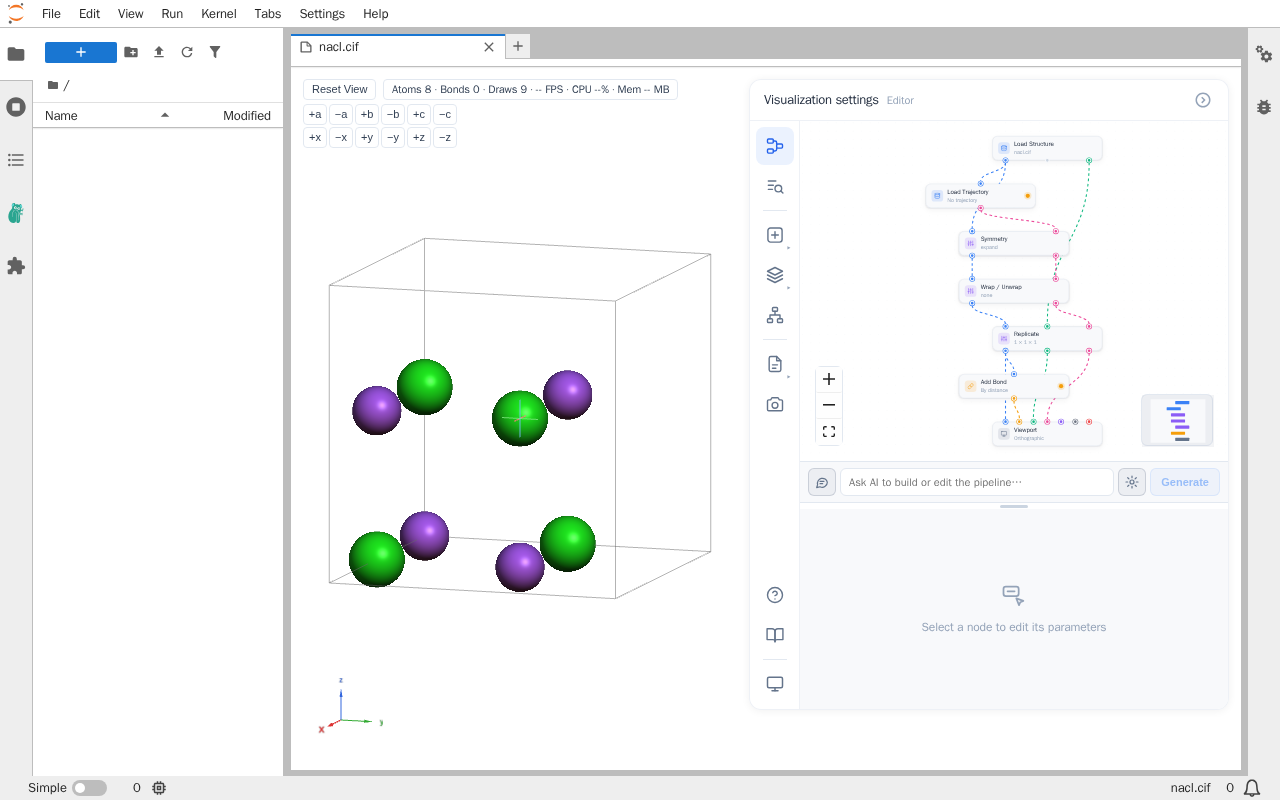 File Edit View Run Kernel Tabs Settings Help
nacl.cif
/
Name Modified
Reset View
Atoms 8 · Bonds 0 · Draws 9 · -- FPS · CPU --% · Mem -- MB
+a −a +b −b +c −c
+x −x +y −y +z −z
z
x
y
Visualization settings Editor
Load Structure
nacl.cif
Load Trajectory
No trajectory
Symmetry
expand
Wrap / Unwrap
none
Replicate
1 × 1 × 1
Add Bond
By distance
Viewport
Orthographic
Ask AI to build or edit the pipeline···
Generate
Select a node to edit its parameters
Simple 0 nacl.cif 0